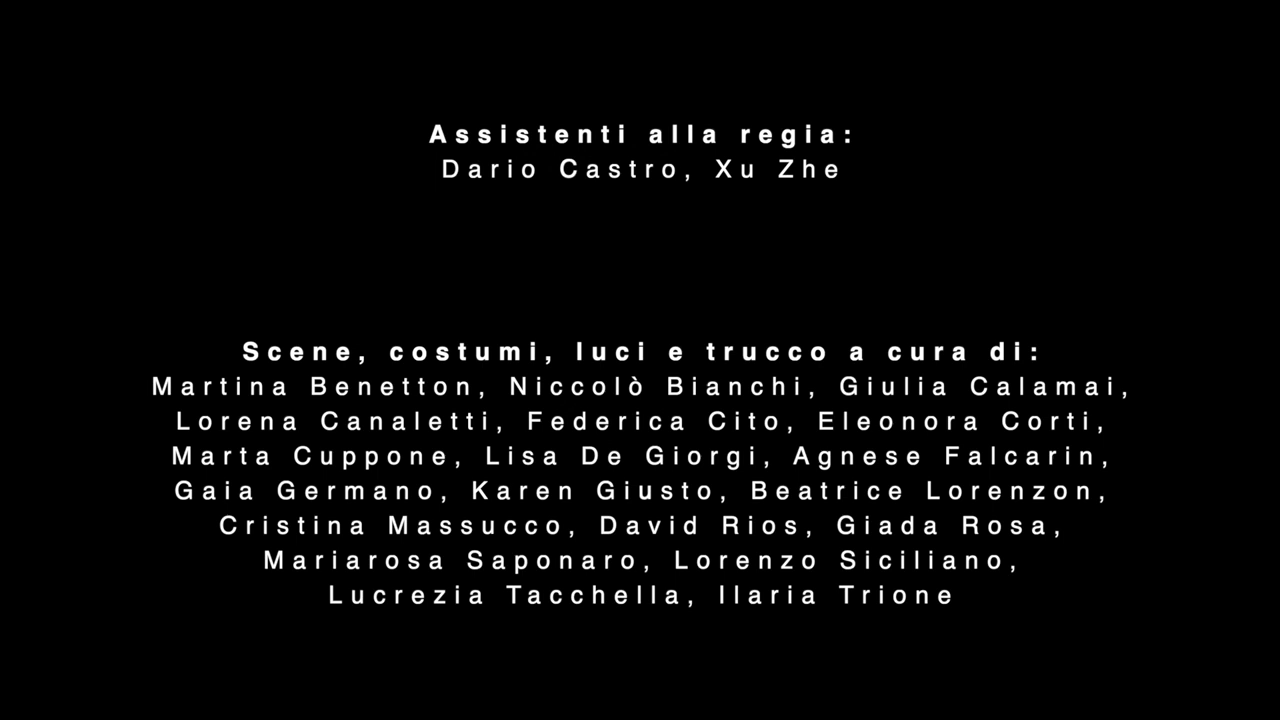 Assistenti alla regia:
Dario Castro, Xu Zhe
Scene, costumi, luci e trucco a cura di:
Martina Benetton, Niccolò Bianchi, Giulia Calamai,
Lorena Canaletti, Federica Cito, Eleonora Corti,
Marta Cuppone, Lisa De Giorgi, Agnese Falcarin,
Gaia Germano, Karen Giusto, Beatrice Lorenzon,
Cristina Massucco, David Rios, Giada Rosa,
Mariarosa Saponaro, Lorenzo Siciliano,
Lucrezia Tacchella, Ilaria Trione